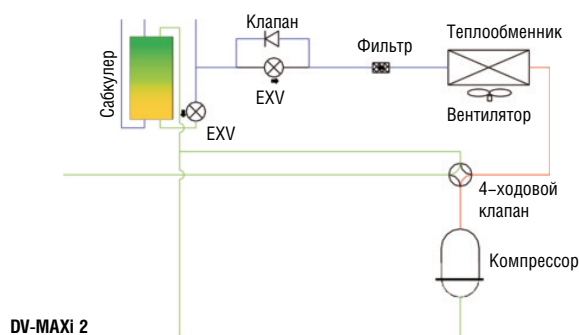 Клапан
Фильтр
Теплообменник
Сабкулер
EXV
EXV
Вентилятор
4–ходовой
клапан
Компрессор
DV-MAXi 2